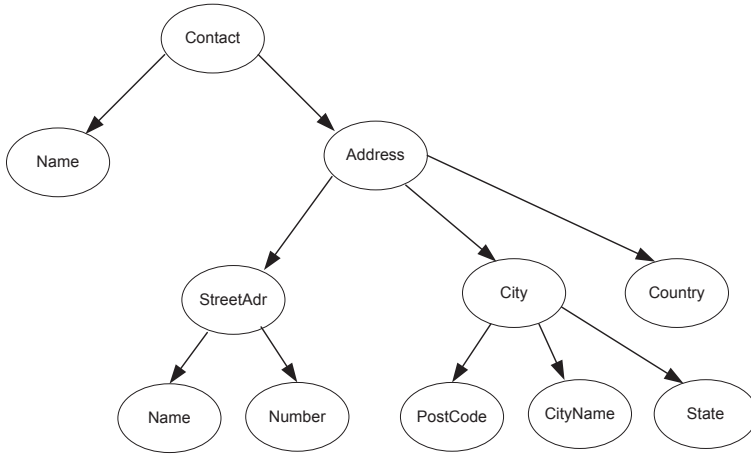 Contact
Name
Address
StreetAdr
City
Country
Name
Number
PostCode
CityName
State